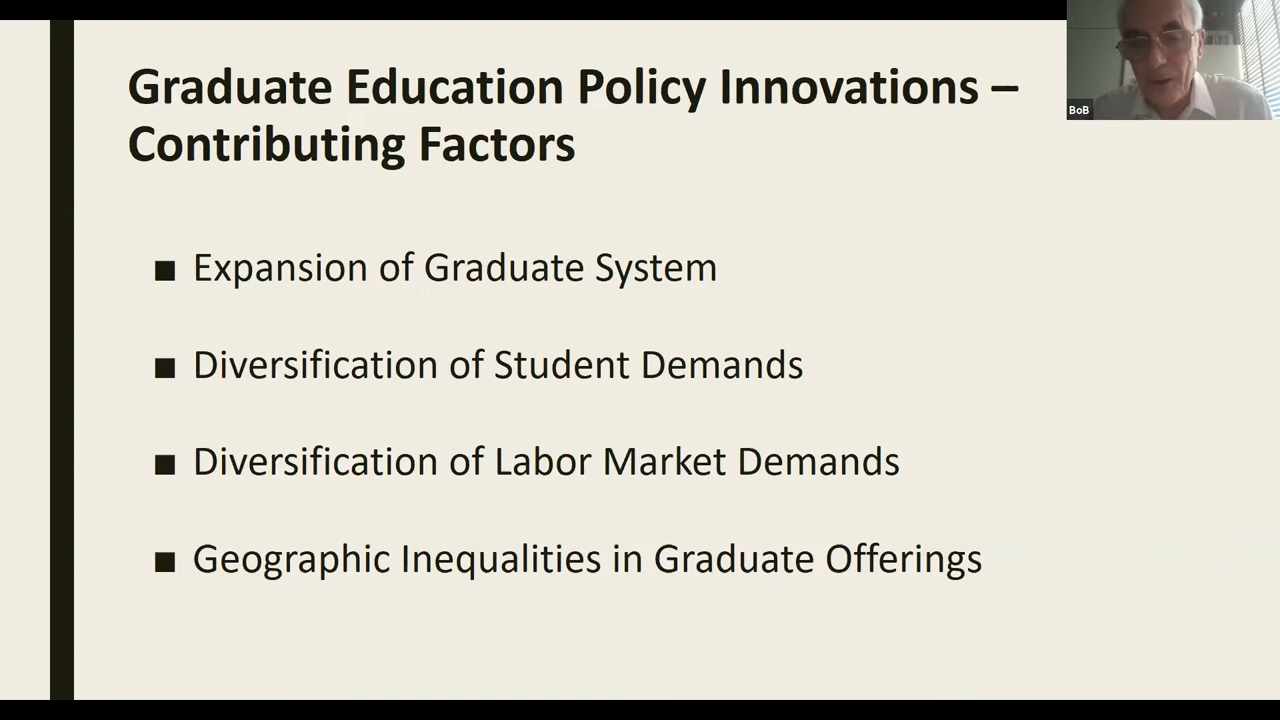 Graduate Education Policy Innovations –
Contributing Factors
BoB
■ Expansion of Graduate System
■ Diversification of Student Demands
■ Diversification of Labor Market Demands
■ Geographic Inequalities in Graduate Offerings